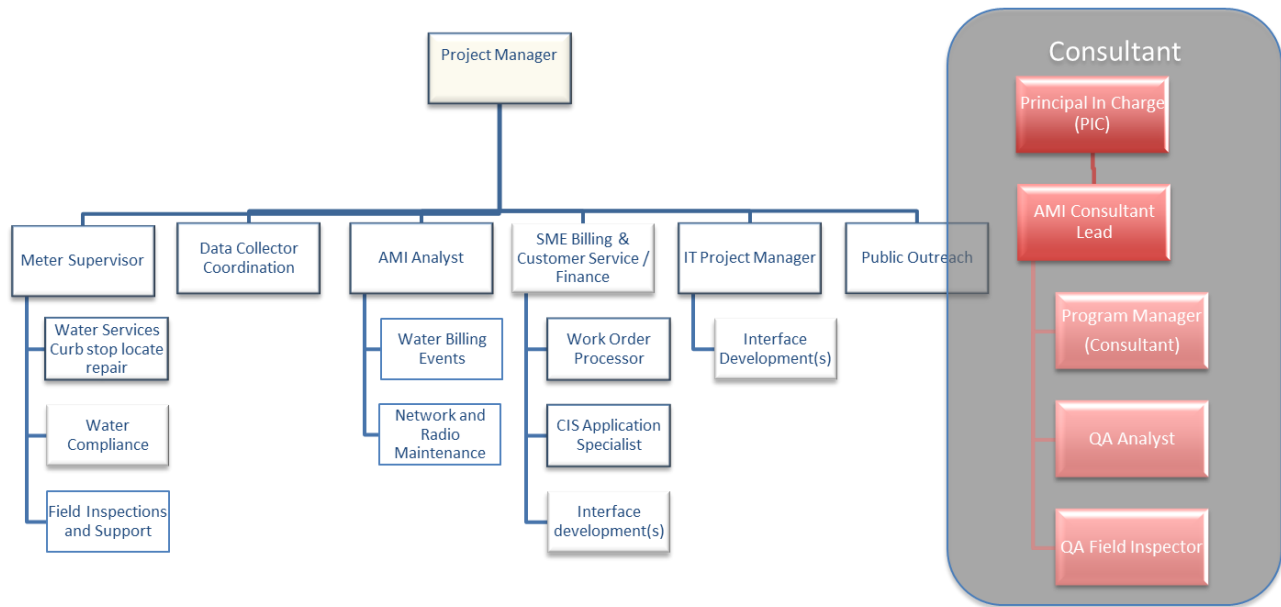 Project Manager
Consultant
Principal In Charge
(PIC)
AMI Consultant
Lead
Meter Supervisor
Data Collector
Coordination
AMI Analyst
SME Billing &
Customer Service /
Finance
IT Project Manager
Public Outreach
Water Services
Curb stop locate
repair
Water
Compliance
Field Inspections
and Support
Water Billing
Events
Network and
Radio
Maintenance
Work Order
Processor
CIS Application
Specialist
Interface
development(s)
Interface
Development(s)
Program Manager
(Consultant)
QA Analyst
QA Field Inspector